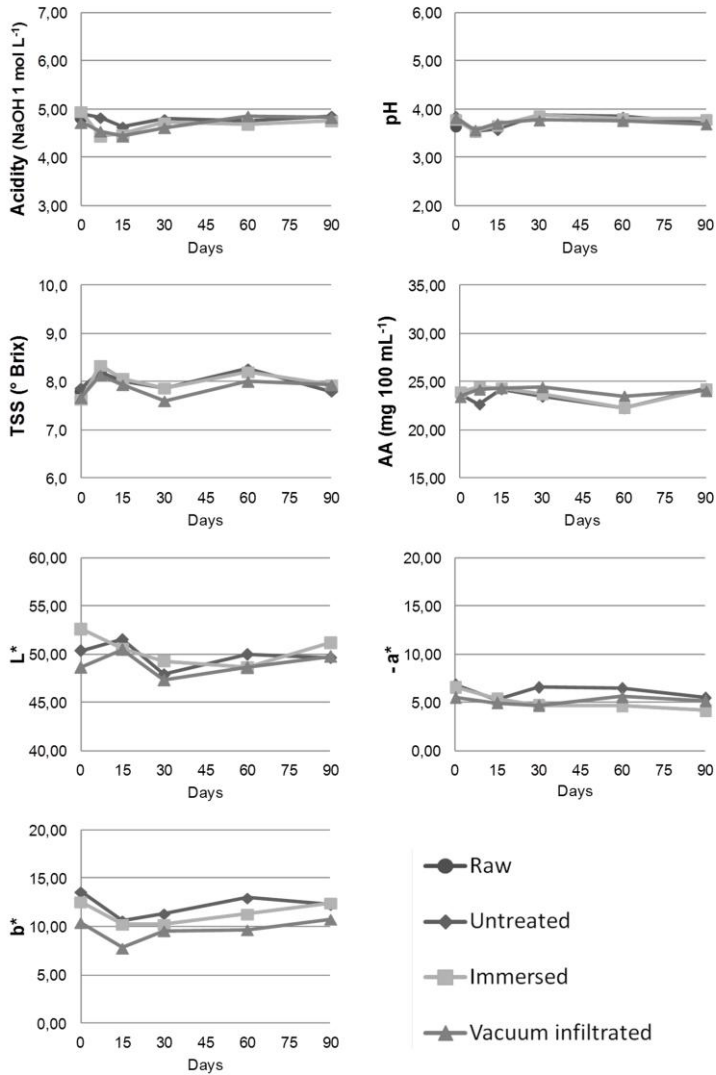 7,00
6,00
5,00
4,00
3,00
Acidity (NaOH 1 mol L-1)
0 15 30 45 60 75 90
Days
6,00
5,00
4,00
3,00
2,00
pH
0 15 30 45 60 75 90
Days
10,0
9,0
8,0
7,0
6,0
TSS (° Brix)
0 15 30 45 60 75 90
Days
35,00
30,00
25,00
20,00
15,00
AA (mg 100 mL-1)
0 15 30 45 60 75 90
Days
60,00
55,00
50,00
45,00
40,00
L*
0 15 30 45 60 75 90
Days
20,00
15,00
10,00
5,00
0,00
- a*
0 15 30 45 60 75 90
Days
20,00
15,00
10,00
5,00
0,00
b*
0 15 30 45 60 75 90
Days
Raw
Untreated
Immersed
Vacuum infiltrated